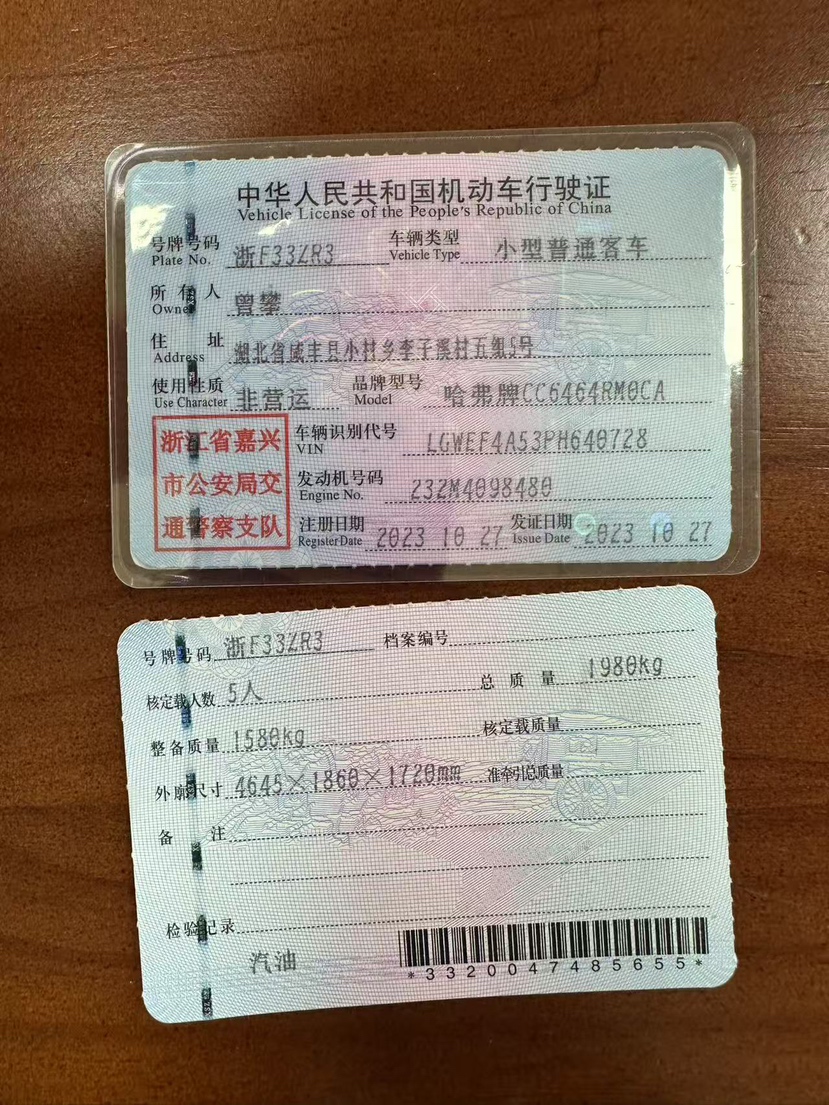 中华人民共和国机动车行驶证
Vehicle License of the People's Republic of China
号牌号码 Plate No. 浙F33ZR3 车辆类型 Vehicle Type 小型普通客车
所有人 Owner 曾攀
住址 Address 湖北省咸丰县小村乡李子溪村五组5号
使用性质 Use Character 非营运 品牌型号 Model 哈弗牌CC6464RM0CA
浙江省嘉兴
市公安局交
通警察支队
车辆识别代号 VIN LGWEF4A53PH640728
发动机号码 Engine No. 232M4098480
注册日期 Register Date 2023 10 27 发证日期 Issue Date 2023 10 27
号牌号码 浙F33ZR3 档案编号
核定载人数 5人 总质量 1980kg
整备质量 1580kg 核定载质量
外廓尺寸 4645×1860×1720mm 准牵引总质量
备注
检验记录
汽油
*3320047485655*